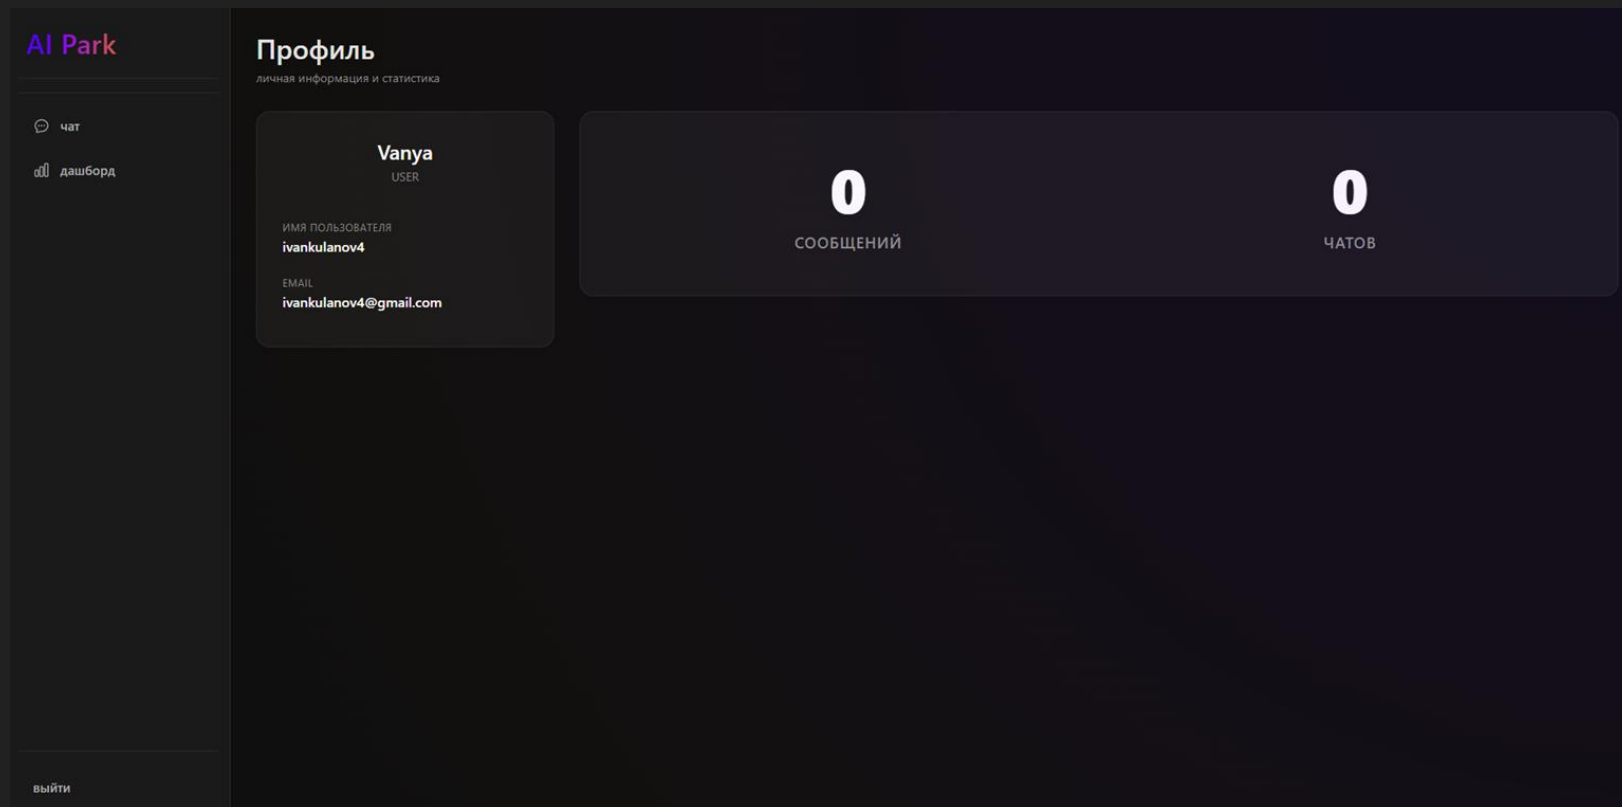 AI Park
чат
дашборд
выйти
Профиль
личная информация и статистика
Vanya
USER
ИМЯ ПОЛЬЗОВАТЕЛЯ
ivankulanov4
EMAIL
ivankulanov4@gmail.com
0
СООБЩЕНИЙ
0
ЧАТОВ